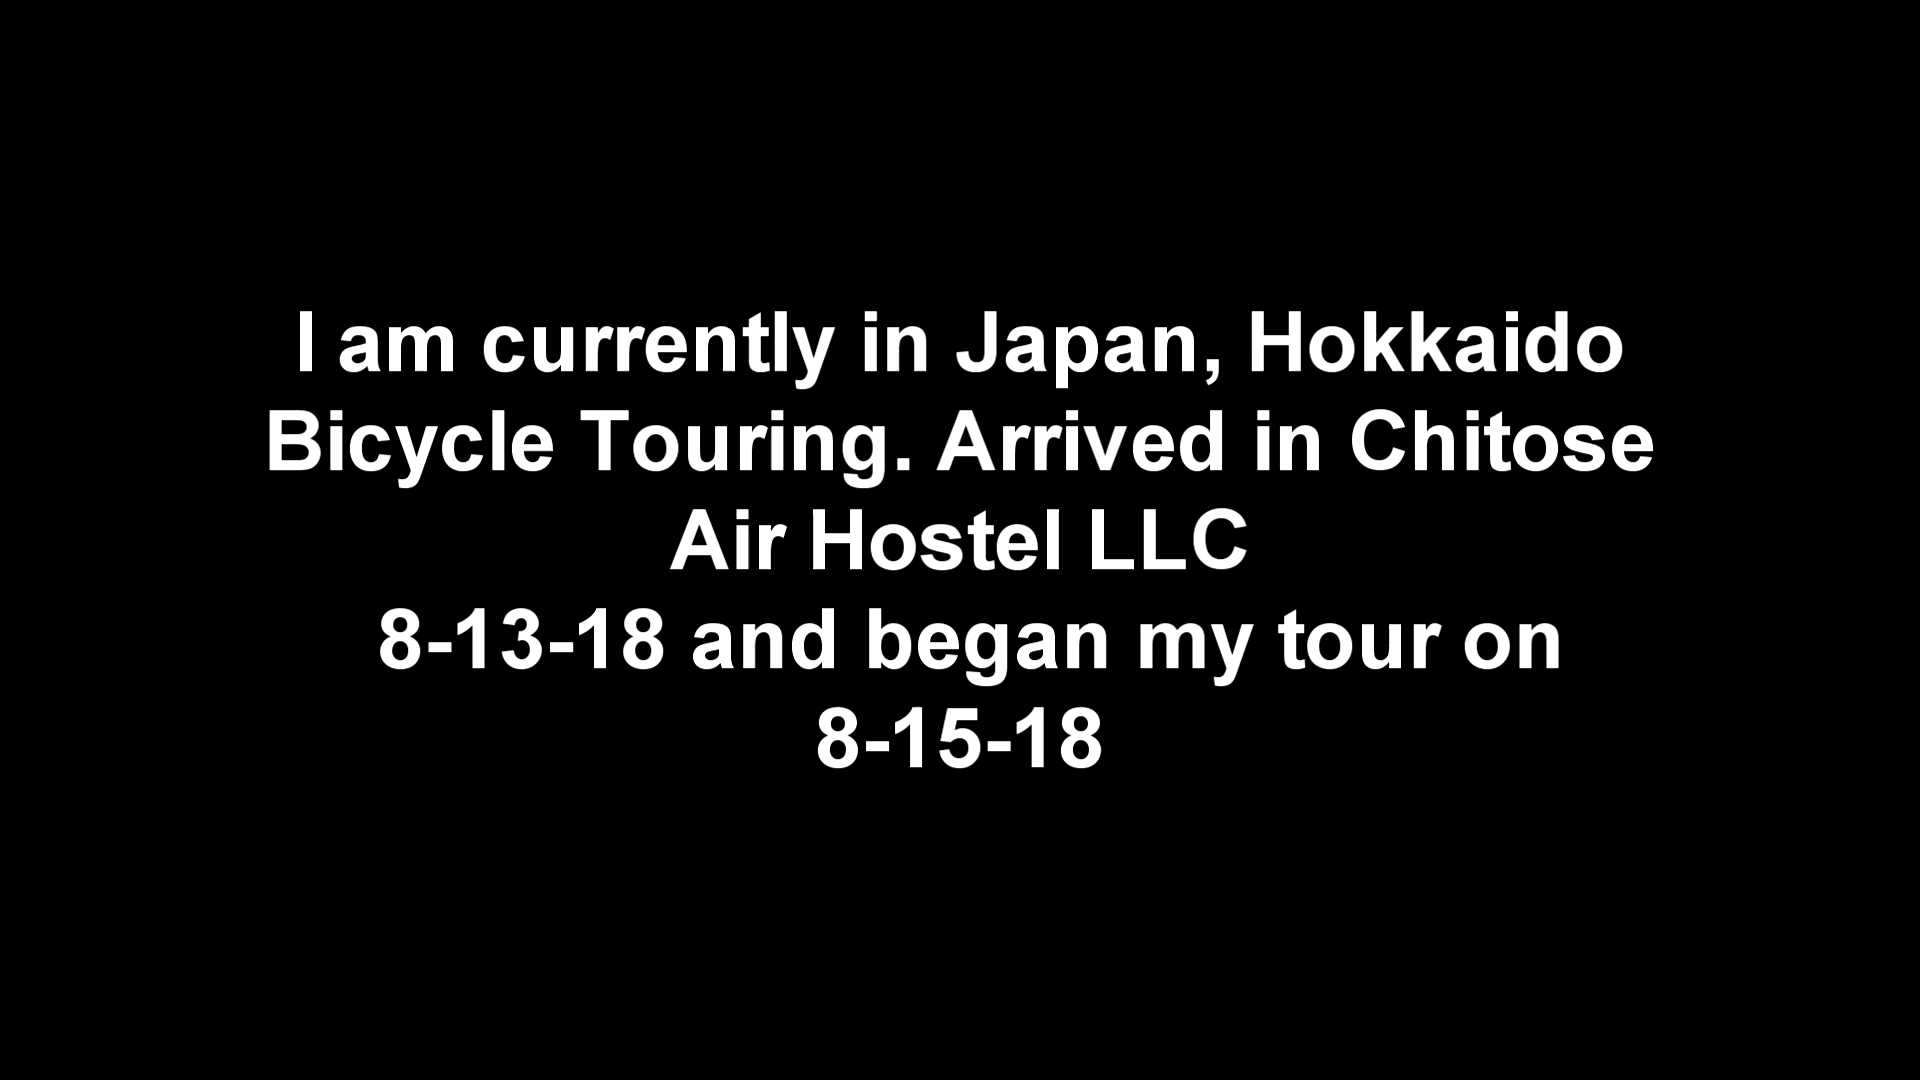 I am currently in Japan, Hokkaido
Bicycle Touring. Arrived in Chitose
Air Hostel LLC
8-13-18 and began my tour on
8-15-18